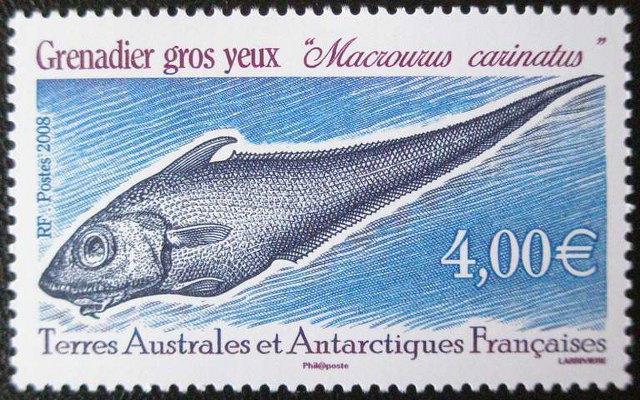 Grenadier gros yeux "Macrourus carinatus"
RF . Postes 2008
4,00€
Terres Australes et Antarctiques Françaises
Phil@poste
LARRIVIERE